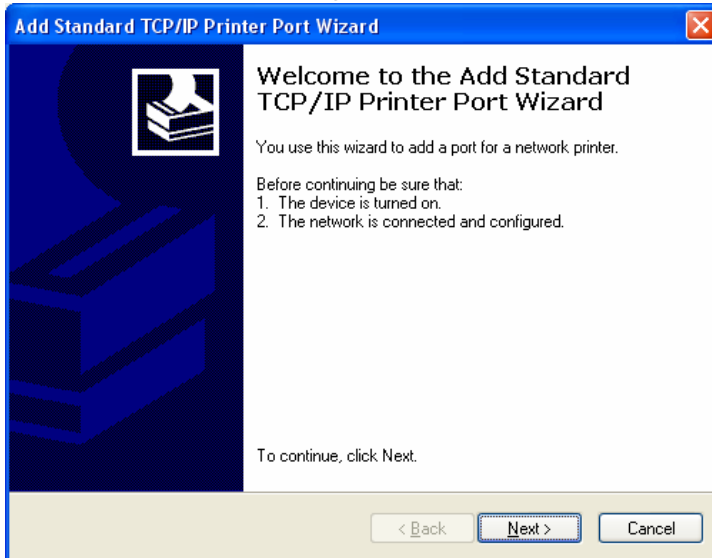 Add Standard TCP/IP Printer Port Wizard
Welcome to the Add Standard
TCP/IP Printer Port Wizard
You use this wizard to add a port for a network printer.
Before continuing be sure that:
1. The device is turned on.
2. The network is connected and configured.
To continue, click Next.
< Back
Next >
Cancel